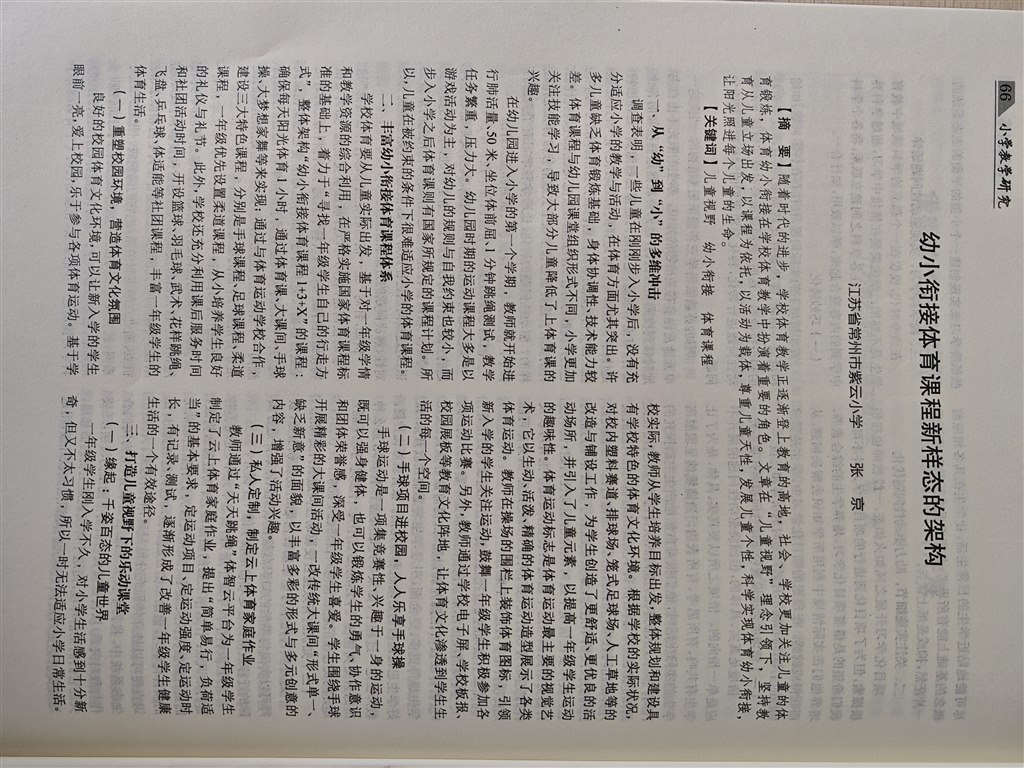 66 小学教学研究
幼小衔接体育课程新样态的架构
江苏省常州市紫云小学 张 京
【摘 要】随着时代的进步，学校体育教学正逐渐登上教育的高地，社会、学校更加关注儿童的体
育锻炼，体育幼小衔接在学校体育教学中扮演着重要的角色。文章在“儿童视野”理念引领下，坚持教
育从儿童立场出发，以课程为依托，以活动为载体，尊重儿童天性，发展儿童个性，科学实现体育幼小衔接，
让阳光照进每个儿童的生命。
【关键词】儿童视野 幼小衔接 体育课程
一、从“幼”到“小”的多维冲击
调查表明，一些儿童在刚刚步入小学后，没有充
分适应小学的教学与活动，在体育方面尤其突出，许
多儿童缺乏体育锻炼基础，身体协调性、技术能力较
差。体育课程与幼儿园课堂组织形式不同，小学更加
关注技能学习，导致大部分儿童降低了上体育课的
兴趣。
在幼儿园进入小学的第一个学期，教师就开始进
行肺活量、50米、坐位体前屈、1分钟跳绳测试，教学
任务繁重，压力大。幼儿园时期的运动课程大多是以
游戏活动为主，对幼儿的规则与自我约束也较小，而
步入小学之后体育课则有国家所规定的课程计划。所
以，儿童在被约束的条件下很难适应小学的体育课程。
二、丰富幼小衔接体育课程体系
学校体育要从儿童实际出发，基于对一年级学情
和教学资源的综合利用，在严格实施国家体育课程标
准的基础上，着力于“寻找一年级学生自己的行走方
式”，整体架构“幼小衔接体育课程1+3+X”的课程：
确保每天阳光体育1小时，通过体育课、大课间、手球
操、大梦想家舞等来实现；通过与体育运动学校合作，
建设三大特色课程，分别是手球课程、足球课程、柔道
课程，一年级优先设置柔道课程，从小培养学生良好
的礼仪与礼节。此外，学校还充分利用课后服务时间
和社团活动时间，开设篮球、羽毛球、武术、花样跳绳、
飞盘、乒乓球、体适能等社团课程，丰富一年级学生的
体育生活。
（一）重塑校园环境，营造体育文化氛围
良好的校园体育文化环境，可以让新入学的学生
眼前一亮，爱上校园，乐于参与各项体育运动。基于学
校实际，教师从学生培养目标出发，整体规划和建设具
有学校特色的体育文化环境。根据学校的实际状况，
对校内塑料赛道、排球场、笼式足球场、人工草地等的
改造与铺设工作，为学生创造了更舒适、更优良的活
动场所，并引入了儿童元素，以提高一年级学生运动
的趣味性。体育运动标志是体育运动最主要的视觉艺
术，它以生动、活泼、精确的体育运动造型展示了各类
体育运动。教师在操场的围栏上装饰体育图标，引领
新入学的学生关注运动，鼓舞一年级学生积极参加各
项运动比赛。另外，教师通过学校电子屏、学校板报、
校园展板等教育文化阵地，让体育文化渗透到学生生
活的每一个空间。
（二）手球项目进校园，人人乐享手球操
手球运动是一项集竞赛性、兴趣于一身的运动，
既可以强身健体，也可以锻炼学生的勇气、协作意识
和团体荣誉感，深受一年级学生喜爱。学生围绕手球
开展精彩的大课间活动，一改传统大课间“形式单一、
缺乏新意”的面貌，以丰富多彩的形式与多元创意的
内容，增强了活动兴趣。
（三）私人定制，制定云上体育家庭作业
教师通过“天天跳绳”体智云平台为一年级学生
制定了云上体育家庭作业，提出“简单易行，负荷适
当”的基本要求，定运动项目、定运动强度、定运动时
长，有记录、测试，逐渐形成了改善一年级学生健康
生活的一个有效途径。
三、打造儿童视野下的乐动课堂
（一）缘起：千姿百态的儿童世界
一年级学生刚入学不久，对小学生活感到十分新
奇，但又不太习惯，所以一时无法适应小学日常生活。